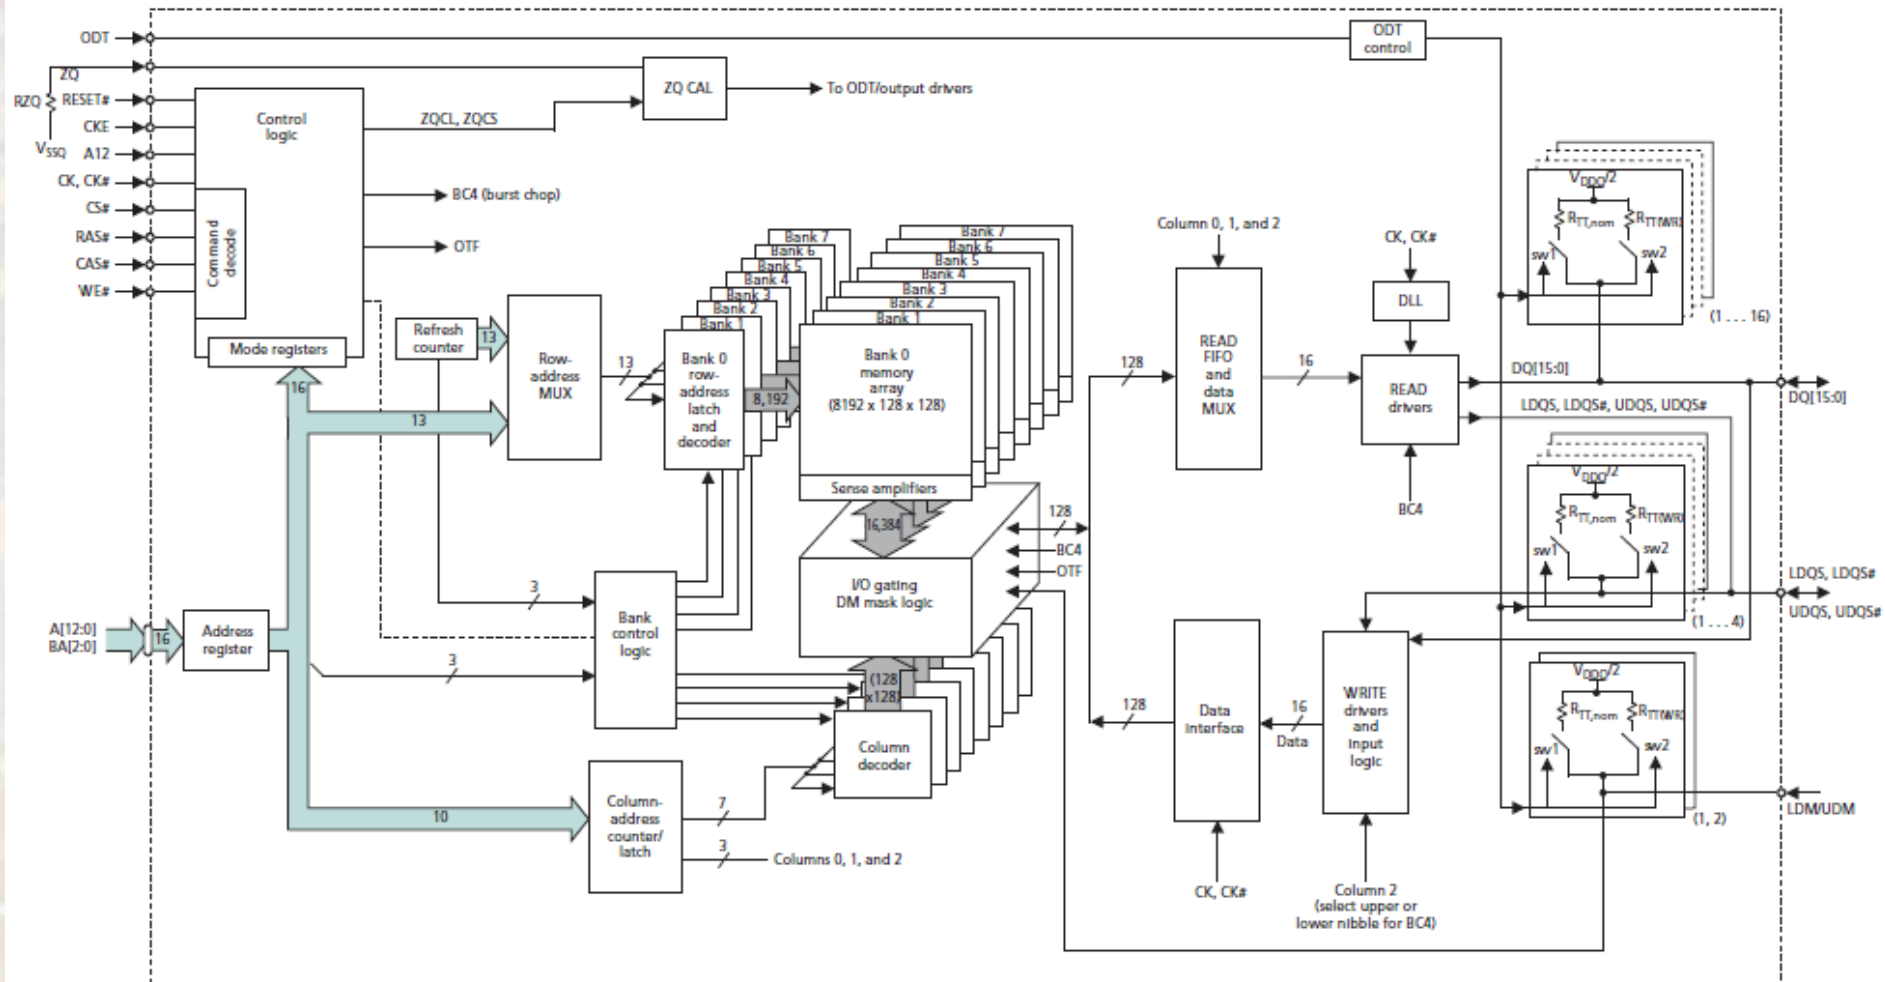 ODT
ODT
control
ZQ
RZQ
RESET#
ZQ CAL
To ODT/output drivers
Control
logic
ZQCL, ZQCS
CKE
VSSQ
A12
CK, CK#
BC4 (burst chop)
CS#
Command
decode
RAS#
OTF
CAS#
WE#
Mode registers
16
Refresh
counter
13
Row-
address
MUX
13
13
Bank 7
Bank 6
Bank 5
Bank 4
Bank 3
Bank 2
Bank 1
Bank 0
row-
address
latch
and
decoder
8,192
Bank 7
Bank 6
Bank 5
Bank 4
Bank 3
Bank 2
Bank 1
Bank 0
memory
array
(8192 x 128 x 128)
Sense amplifiers
16,384
I/O gating
DM mask logic
128
BC4
OTF
(128
x128)
Column
decoder
A[12:0]
BA[2:0]
16
Address
register
3
3
Bank
control
logic
10
Column-
address
counter/
latch
7
3
Columns 0, 1, and 2
Column 0, 1, and 2
128
READ
FIFO
and
data
MUX
16
CK, CK#
DLL
READ
drivers
BC4
DQ[15:0]
LDQS, LDQS#, UDQS, UDQS#
DQ[15:0]
VDDQ/2
RTT,nom
RTT(WR)
sw1
sw2
(1 . . . 16)
VDDQ/2
RTT,nom
RTT(WR)
sw1
sw2
(1 . . . 4)
LDQS, LDQS#
UDQS, UDQS#
128
Data
interface
CK, CK#
16
Data
WRITE
drivers
and
input
logic
Column 2
(select upper or
lower nibble for BC4)
VDDQ/2
RTT,nom
RTT(WR)
sw1
sw2
(1, 2)
LDM/UDM